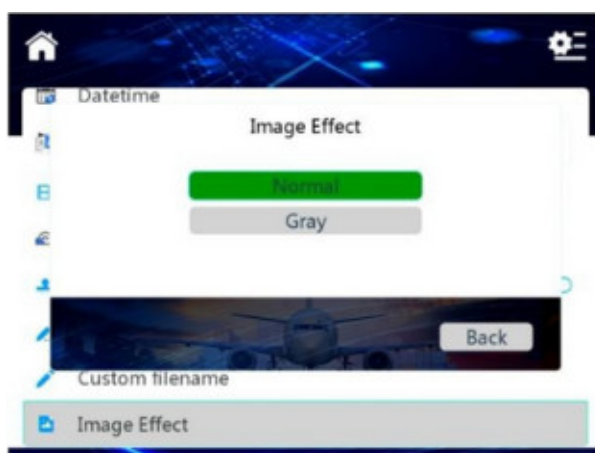 Datetime
Image Effect
Normal
Gray
Back
Custom filename
Image Effect